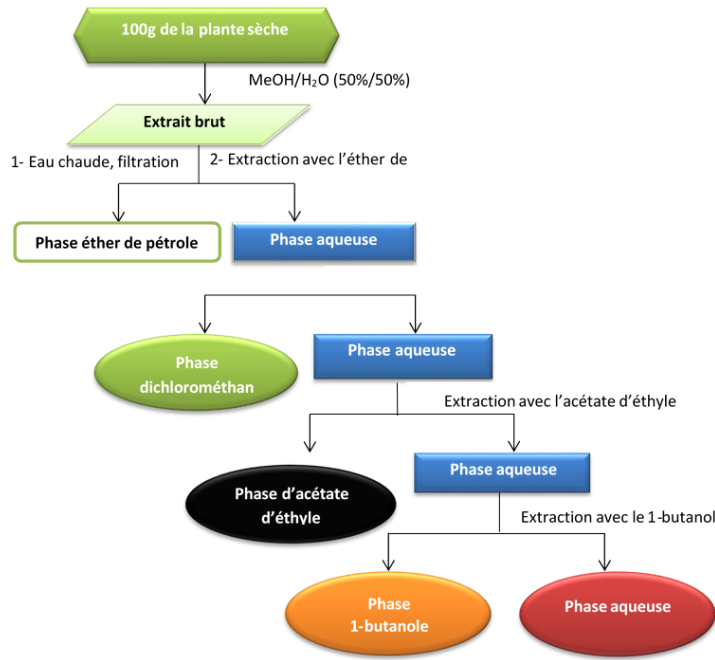 100g de la plante sèche
MeOH/H₂O (50%/50%)
Extrait brut
1- Eau chaude, filtration
2- Extraction avec l'éther de
Phase éther de pétrole
Phase aqueuse
Phase
dichlorométhan
Phase aqueuse
Extraction avec l'acétate d'éthyle
Phase d'acétate
d'éthyle
Phase aqueuse
Extraction avec le 1-butanol
Phase
1-butanole
Phase aqueuse